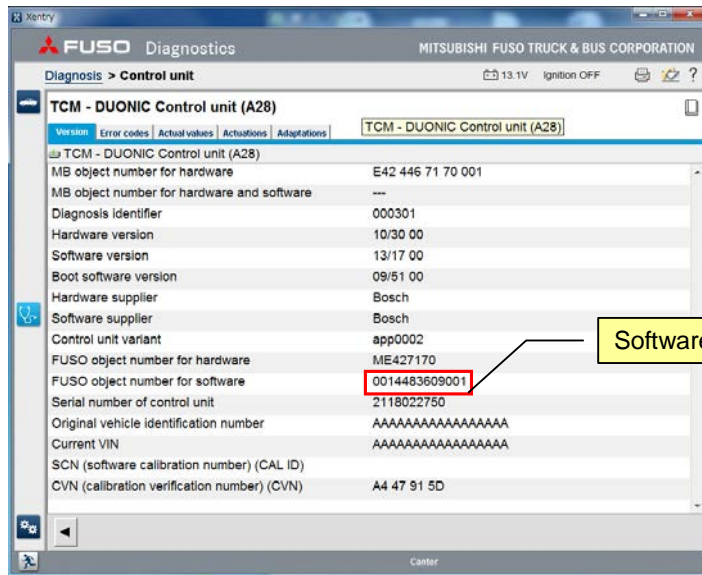 Xentry
FUSO Diagnostics
MITSUBISHI FUSO TRUCK & BUS CORPORATION
Diagnosis > Control unit
13.1V Ignition OFF
?
TCM - DUONIC Control unit (A28)
Version Error codes Actual values Actuations Adaptations
TCM - DUONIC Control unit (A28)
TCM - DUONIC Control unit (A28)
MB object number for hardware E42 446 71 70 001
MB object number for hardware and software ---
Diagnosis identifier 000301
Hardware version 10/30 00
Software version 13/17 00
Boot software version 09/51 00
Hardware supplier Bosch
Software supplier Bosch
Control unit variant app0002
Software
FUSO object number for hardware ME427170
FUSO object number for software 0014483609001
Serial number of control unit 2118022750
Original vehicle identification number AAAAAAAAAAAAAAAAA
Current VIN AAAAAAAAAAAAAAAAA
SCN (software calibration number) (CAL ID)
CVN (calibration verification number) (CVN) A4 47 91 5D
Canter